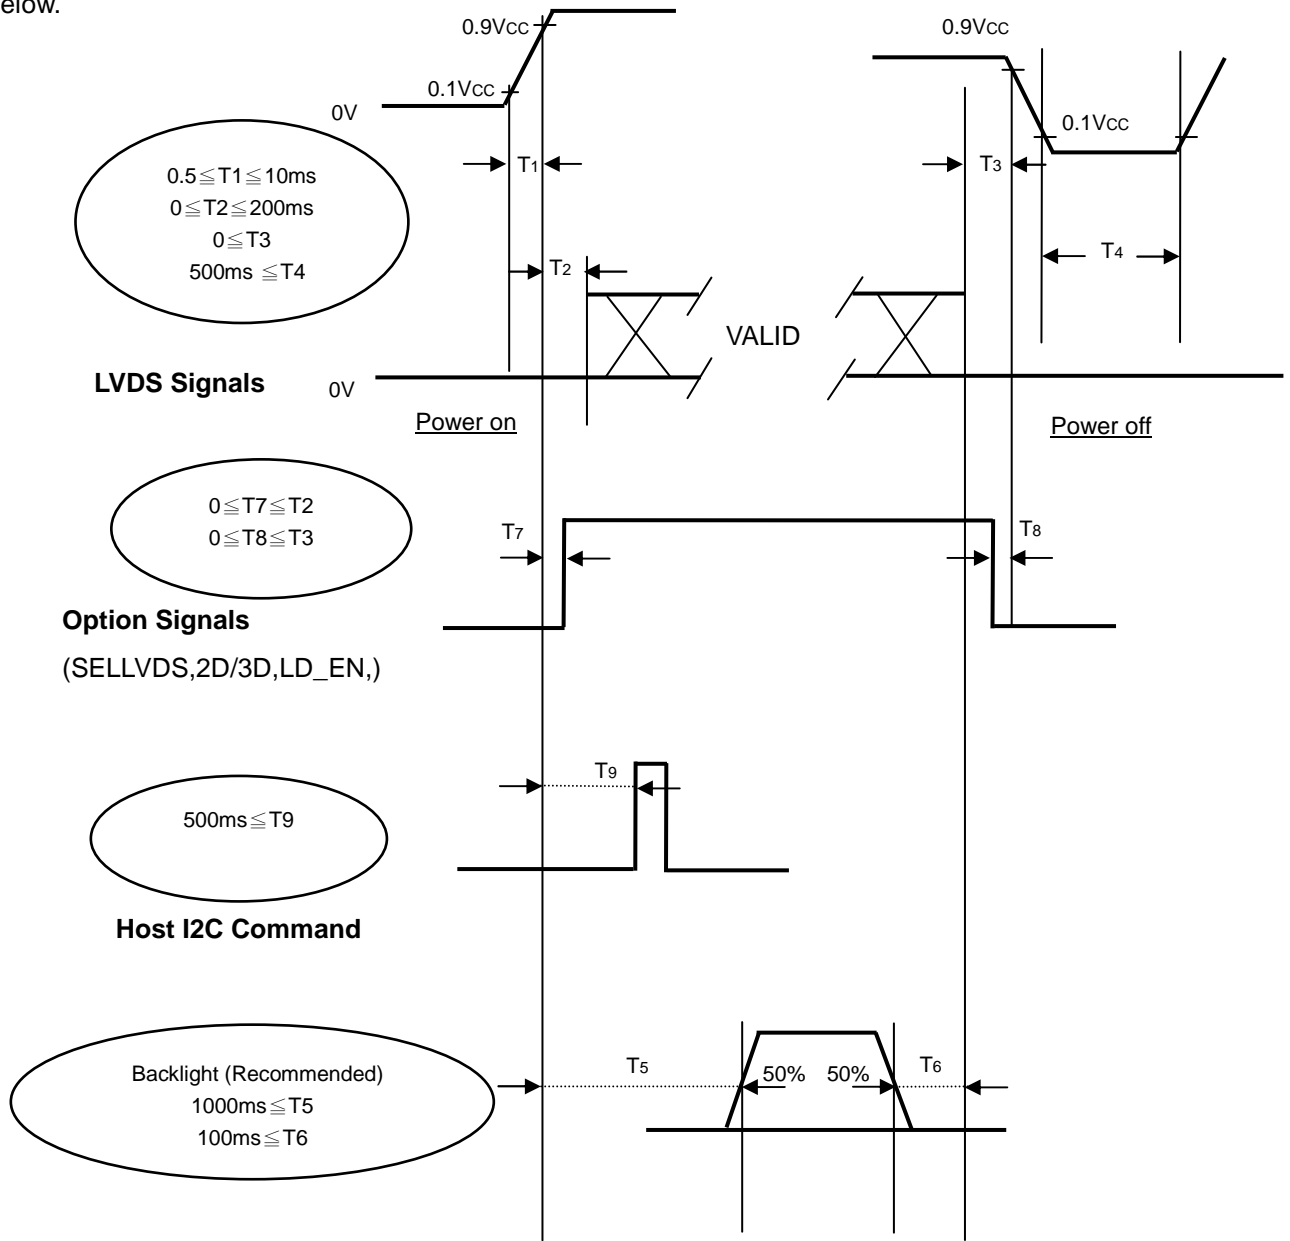 elow.
0.9Vcc
0.9Vcc
0.1Vcc
0V
0.1Vcc
T1
T3
0.5≦T1≦10ms
0≦T2≦200ms
0≦T3
500ms ≦T4
T2
T4
VALID
LVDS Signals
0V
Power on
Power off
0≦T7≦T2
0≦T8≦T3
T7
T8
Option Signals
(SELLVDS,2D/3D,LD_EN,)
T9
500ms≦T9
Host I2C Command
Backlight (Recommended)
1000ms≦T5
100ms≦T6
T5
50%
50%
T6